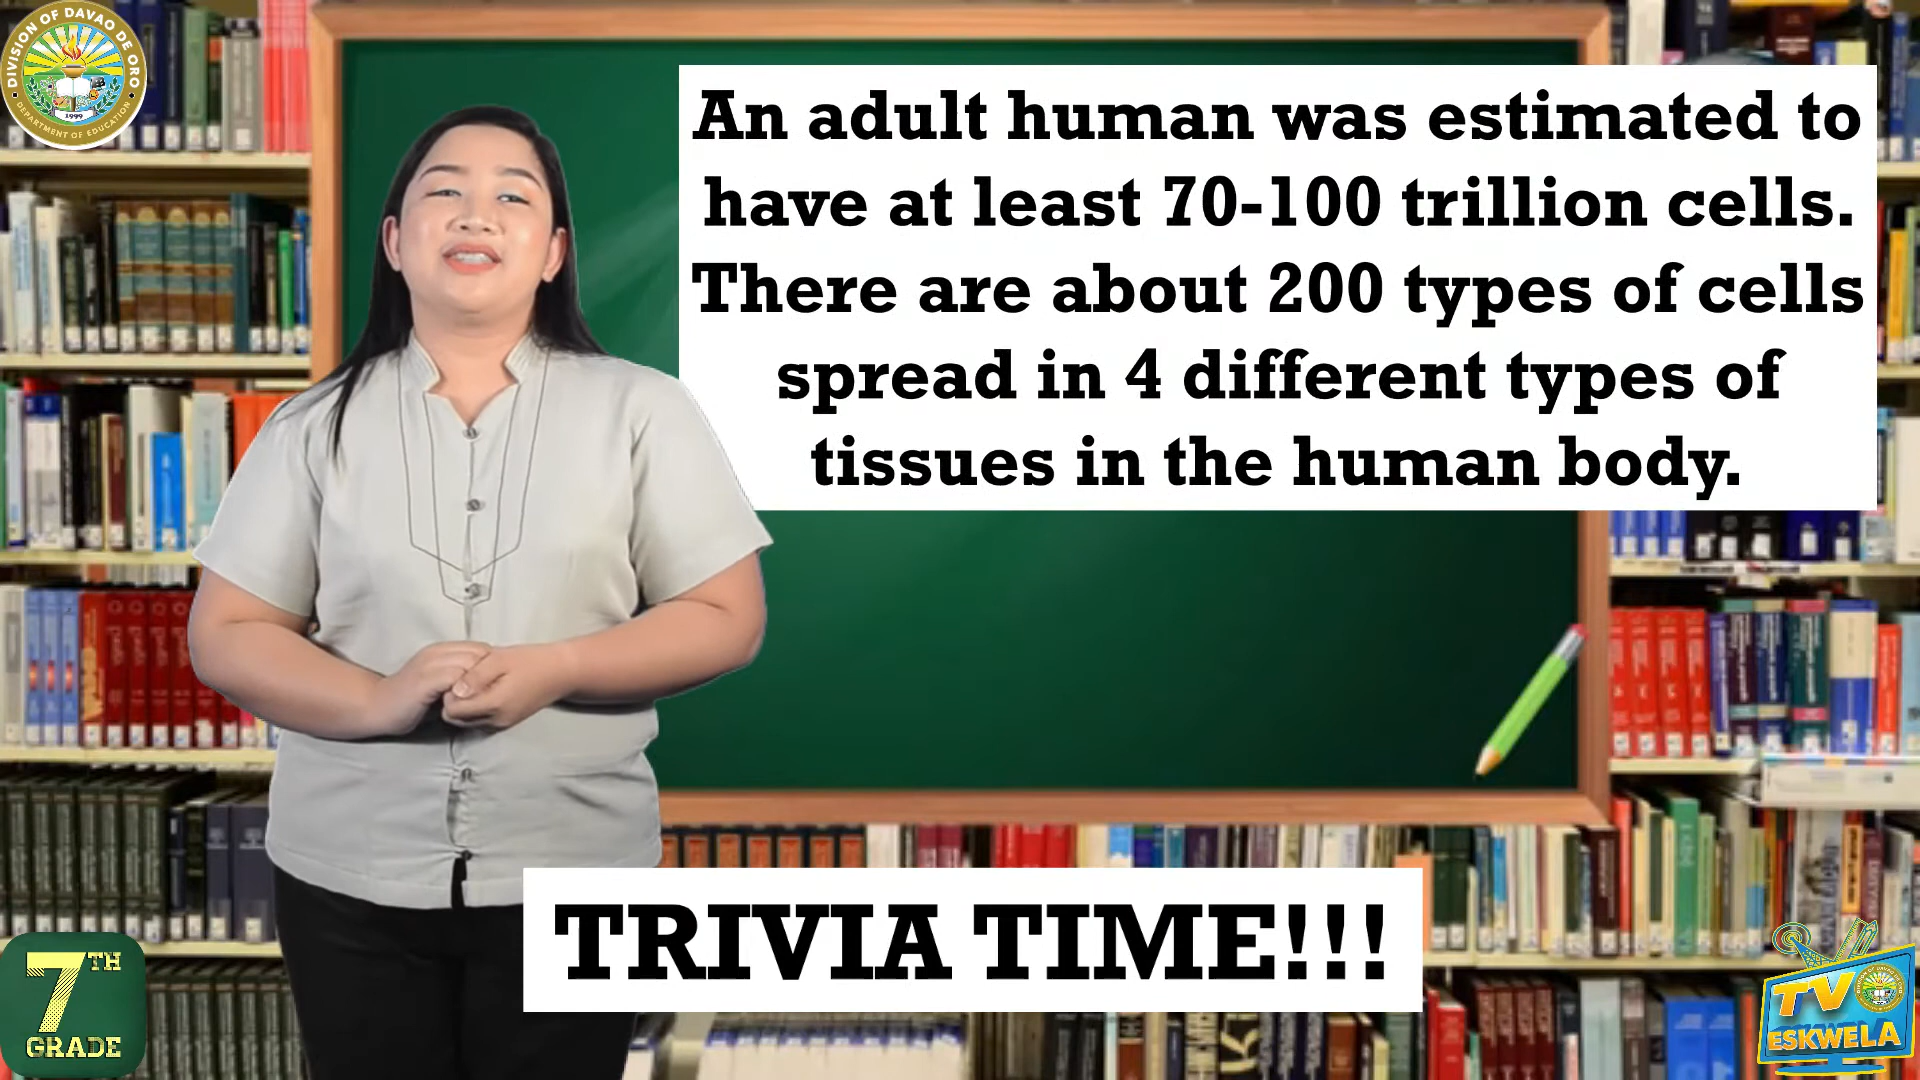 DIVISION OF DAVAO DE ORO
DEPARTMENT OF EDUCATION
1999
An adult human was estimated to
have at least 70-100 trillion cells.
There are about 200 types of cells
spread in 4 different types of
tissues in the human body.
TRIVIA TIME!!!
7TH
GRADE
TV
ESKWELA